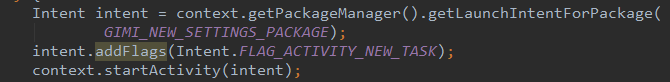 Intent intent = context.getPackageManager().getLaunchIntentForPackage(
GIMI_NEW_SETTINGS_PACKAGE);
intent.addFlags(Intent.FLAG_ACTIVITY_NEW_TASK);
context.startActivity(intent);